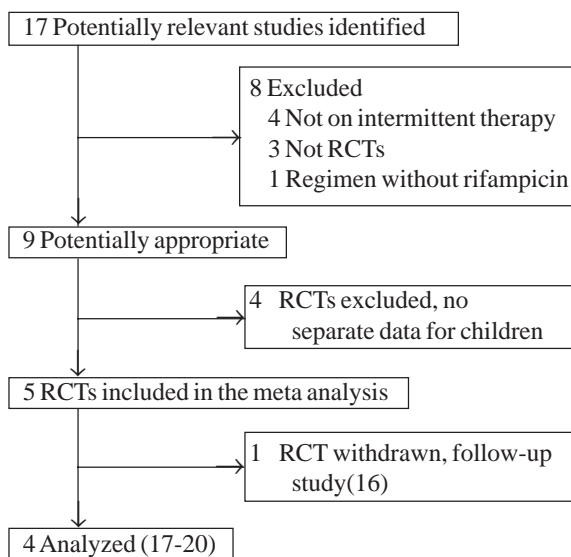 17 Potentially relevant studies identified
8 Excluded
4 Not on intermittent therapy
3 Not RCTs
1 Regimen without rifampicin
9 Potentially appropriate
4 RCTs excluded, no
separate data for children
5 RCTs included in the meta analysis
1 RCT withdrawn, follow-up
study(16)
4 Analyzed (17-20)